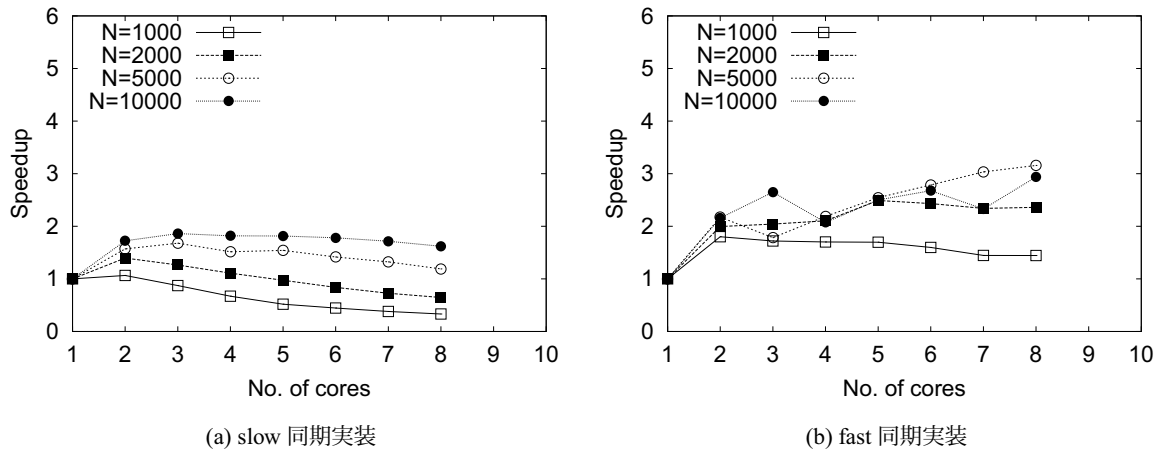 6
5
4
3
2
1
0
Speedup
N=1000
N=2000
N=5000
N=10000
1 2 3 4 5 6 7 8 9 10
No. of cores
(a) slow 同期実装
6
5
4
3
2
1
0
Speedup
N=1000
N=2000
N=5000
N=10000
1 2 3 4 5 6 7 8 9 10
No. of cores
(b) fast 同期実装